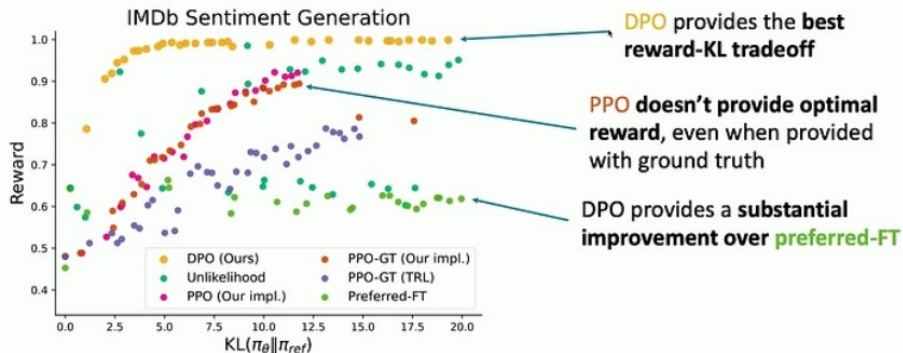 IMDb Sentiment Generation
DPO provides the best
reward-KL tradeoff
PPO doesn't provide optimal
reward, even when provided
with ground truth
DPO provides a substantial
improvement over preferred-FT
Reward
1.0
0.9
0.8
0.7
0.6
0.5
0.4
DPO (Ours)
Unlikelihood
PPO (Our impl.)
PPO-GT (Our impl.)
PPO-GT (TRL)
Preferred-FT
0.0 2.5 5.0 7.5 10.0 12.5 15.0 17.5 20.0
KL(πθ‖πref)